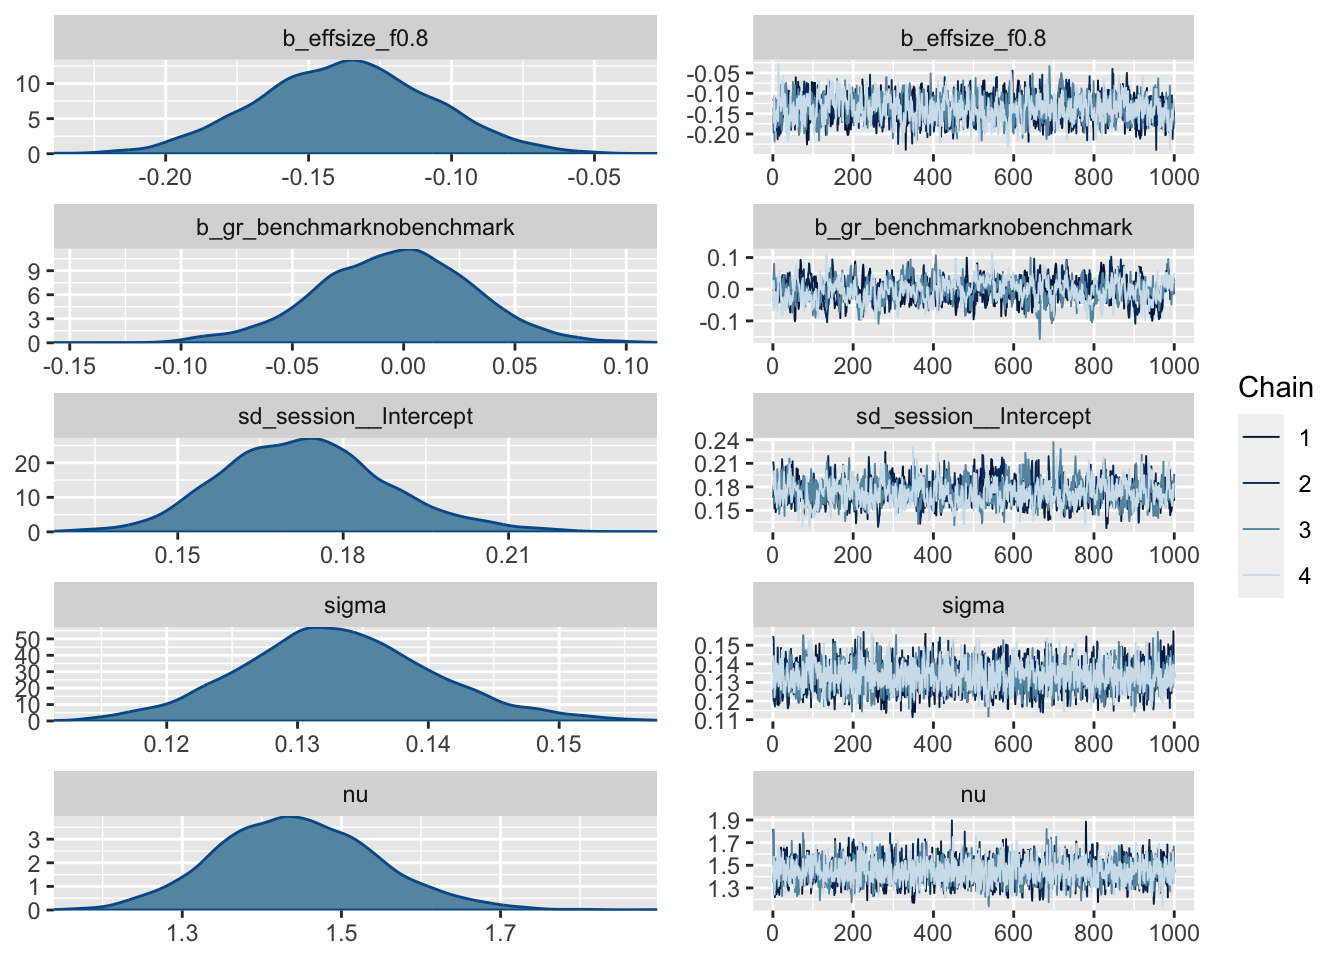 b_effsize_f0.8
10
5
0
-0.20 -0.15 -0.10 -0.05
b_effsize_f0.8
-0.05
-0.10
-0.15
-0.20
0 200 400 600 800 1000
b_gr_benchmarknobenchmark
9
6
3
0
-0.15 -0.10 -0.05 0.00 0.05 0.10
b_gr_benchmarknobenchmark
0.1
0.0
-0.1
0 200 400 600 800 1000
sd_session__Intercept
20
10
0
0.15 0.18 0.21
sd_session__Intercept
0.24
0.21
0.18
0.15
0 200 400 600 800 1000
sigma
50
40
30
20
10
0
0.12 0.13 0.14 0.15
sigma
0.15
0.14
0.13
0.12
0.11
0 200 400 600 800 1000
nu
3
2
1
0
1.3 1.5 1.7
nu
1.9
1.7
1.5
1.3
0 200 400 600 800 1000
Chain
1
2
3
4